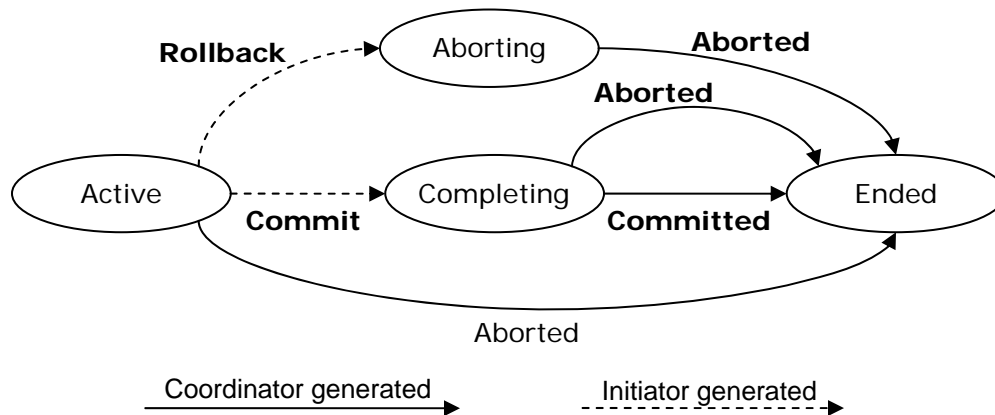 Rollback
Aborting
Aborted
Aborted
Active
Completing
Ended
Commit
Committed
Aborted
Coordinator generated
Initiator generated